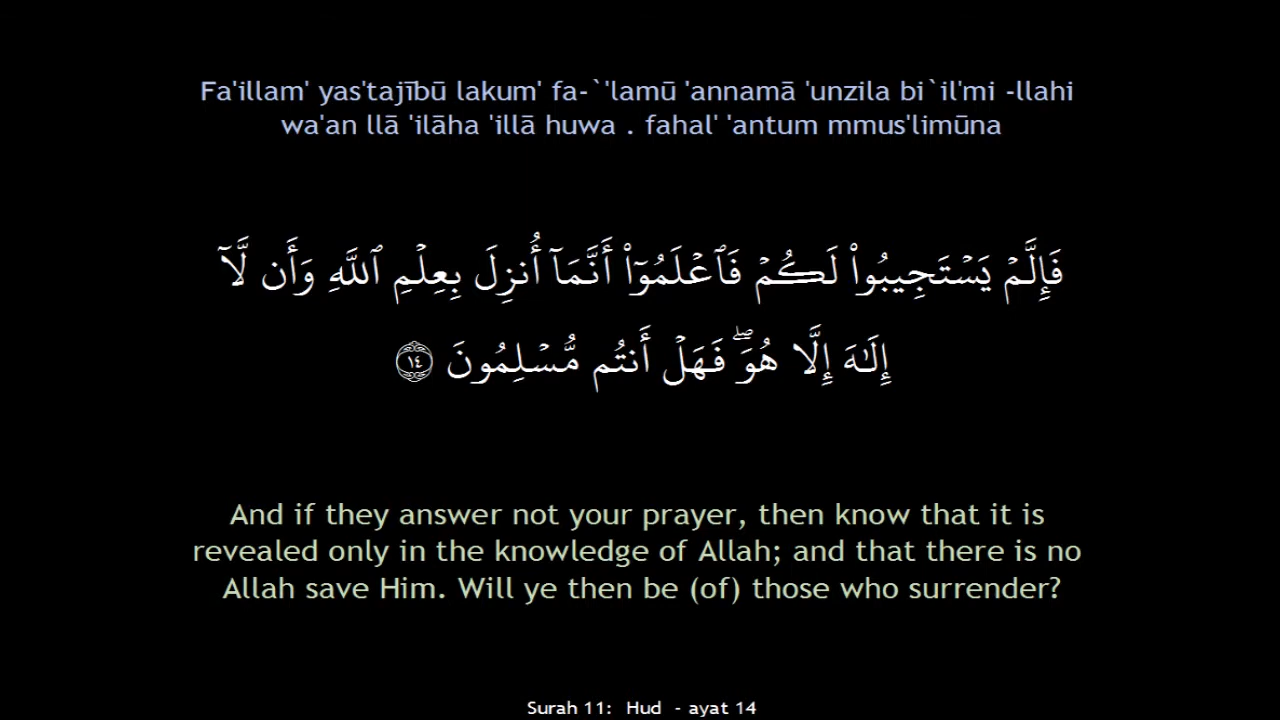 Fa'illam' yas'tajībū lakum' fa-`'lamū 'annamā 'unzila bi`il'mi -llahi
wa'an llā 'ilāha 'illā huwa . fahal' 'antum mmus'limūna
فَإِلَّمۡ يَسۡتَجِيبُواْ لَكُمۡ فَٱعۡلَمُوٓاْ أَنَّمَآ أُنزِلَ بِعِلۡمِ ٱللَّهِ وَأَن لَّآ
إِلَـٰهَ إِلَّا هُوَۖ فَهَلۡ أَنتُم مُّسۡلِمُونَ ١٤
And if they answer not your prayer, then know that it is
revealed only in the knowledge of Allah; and that there is no
Allah save Him. Will ye then be (of) those who surrender?
Surah 11: Hud - ayat 14